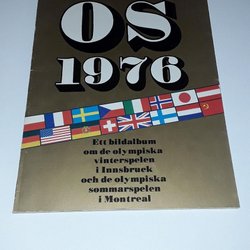 OS
1976
Ett bildalbum
om de olympiska
vinterspelen
i Innsbruck
och de olympiska
sommarspelen
i Montreal